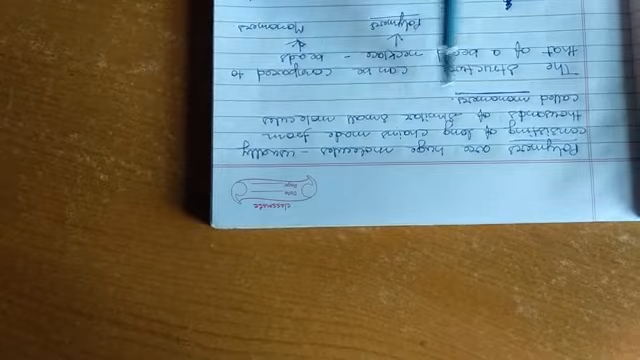 classmate
Date
Page
Polymers are huge molecules - usually
consisting of long chains made from
thousands of similar small molecules
called monomers.
The structure can be compared to
that of a bead necklace - beads
↓ ↓
Polymers Monomers